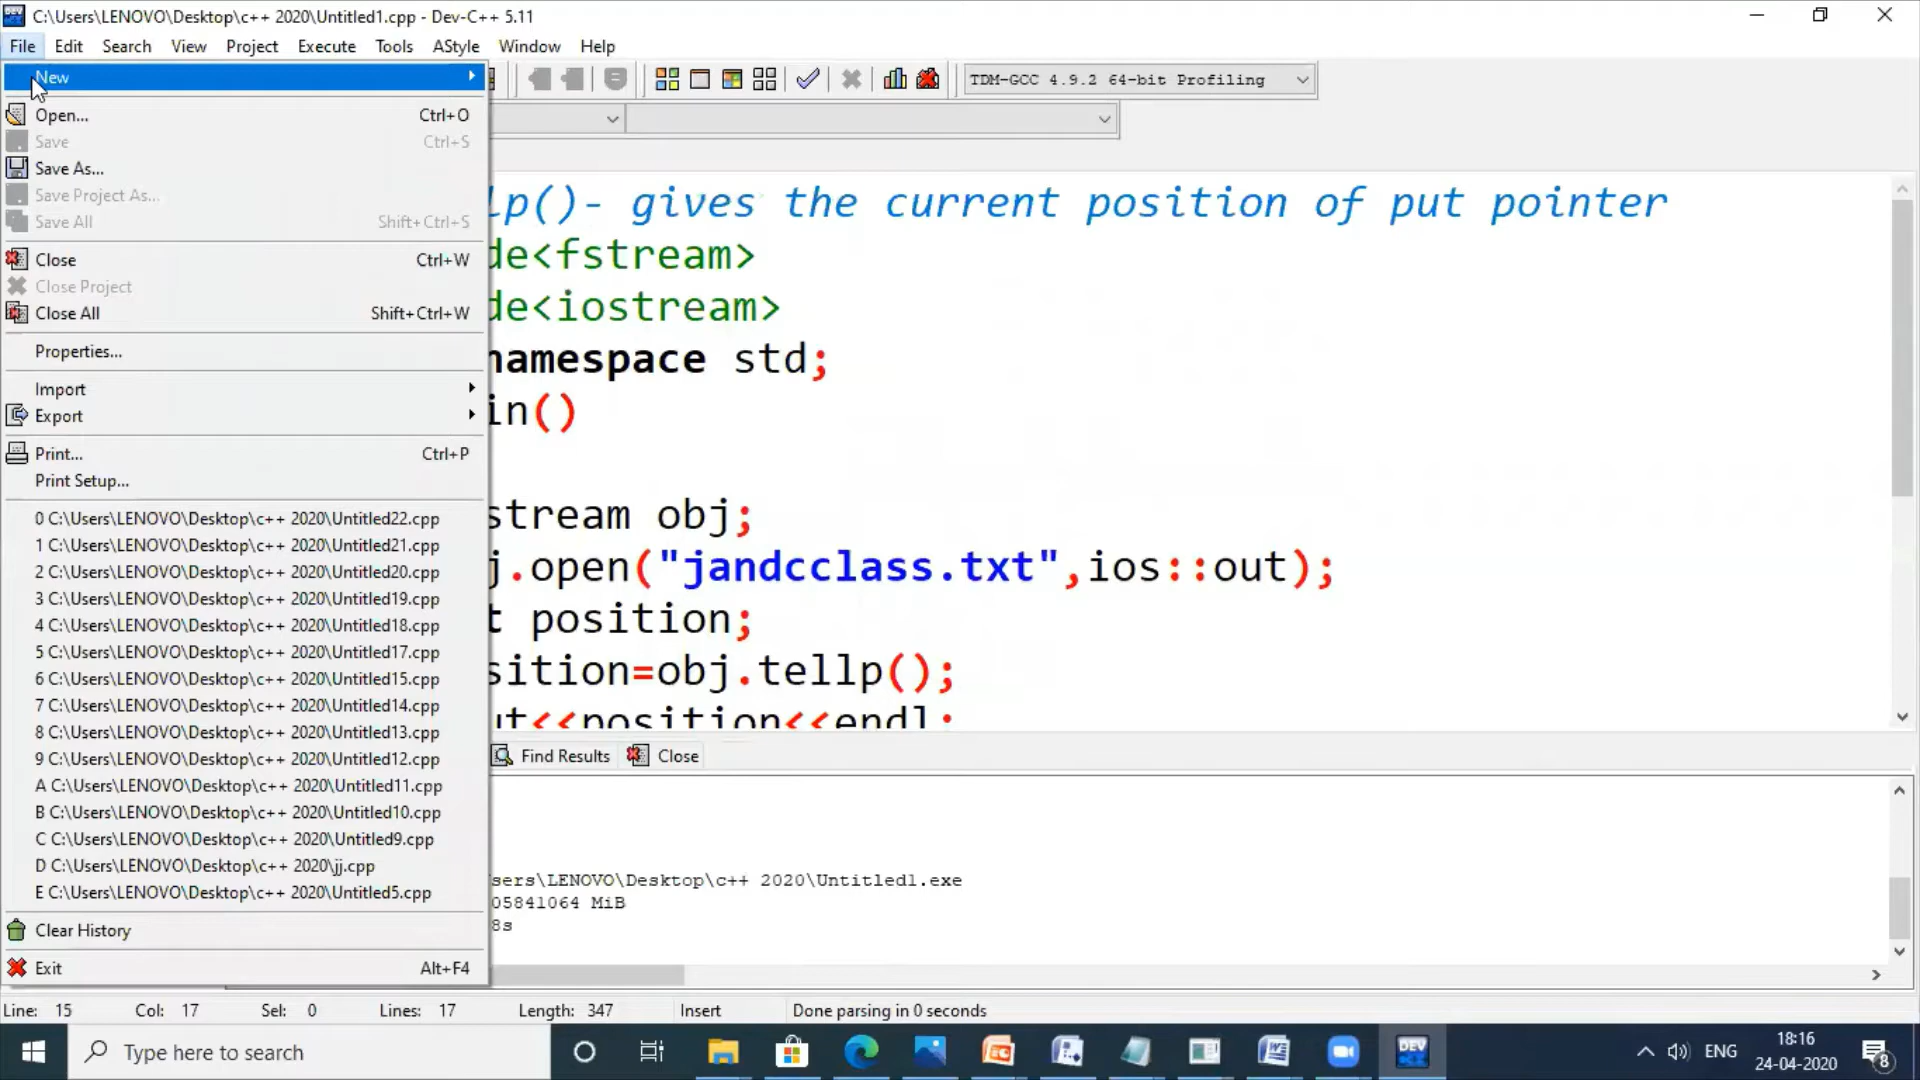 C:\Users\LENOVO\Desktop\c++ 2020\Untitled1.cpp - Dev-C++ 5.11
File Edit Search View Project Execute Tools AStyle Window Help
New
TDM-GCC 4.9.2 64-bit Profiling
Open... Ctrl+O
Save Ctrl+S
Save As...
Save Project As...
Save All Shift+Ctrl+S
Close Ctrl+W
Close Project
Close All Shift+Ctrl+W
Properties...
Import
Export
Print... Ctrl+P
Print Setup...
0 C:\Users\LENOVO\Desktop\c++ 2020\Untitled22.cpp
1 C:\Users\LENOVO\Desktop\c++ 2020\Untitled21.cpp
2 C:\Users\LENOVO\Desktop\c++ 2020\Untitled20.cpp
3 C:\Users\LENOVO\Desktop\c++ 2020\Untitled19.cpp
4 C:\Users\LENOVO\Desktop\c++ 2020\Untitled18.cpp
5 C:\Users\LENOVO\Desktop\c++ 2020\Untitled17.cpp
6 C:\Users\LENOVO\Desktop\c++ 2020\Untitled15.cpp
7 C:\Users\LENOVO\Desktop\c++ 2020\Untitled14.cpp
8 C:\Users\LENOVO\Desktop\c++ 2020\Untitled13.cpp
9 C:\Users\LENOVO\Desktop\c++ 2020\Untitled12.cpp
A C:\Users\LENOVO\Desktop\c++ 2020\Untitled11.cpp
B C:\Users\LENOVO\Desktop\c++ 2020\Untitled10.cpp
C C:\Users\LENOVO\Desktop\c++ 2020\Untitled9.cpp
D C:\Users\LENOVO\Desktop\c++ 2020\jj.cpp
E C:\Users\LENOVO\Desktop\c++ 2020\Untitled5.cpp
Clear History
Exit Alt+F4
lp()- gives the current position of put pointer
de<fstream>
de<iostream>
namespace std;
in()
stream obj;
j.open("jandcclass.txt",ios::out);
t position;
sition=obj.tellp();
ut<<position<<endl;
Find Results Close
sers\LENOVO\Desktop\c++ 2020\Untitled1.exe
05841064 MiB
8s
Line: 15 Col: 17 Sel: 0 Lines: 17 Length: 347 Insert Done parsing in 0 seconds
Type here to search
DEV
ENG
18:16
24-04-2020
8